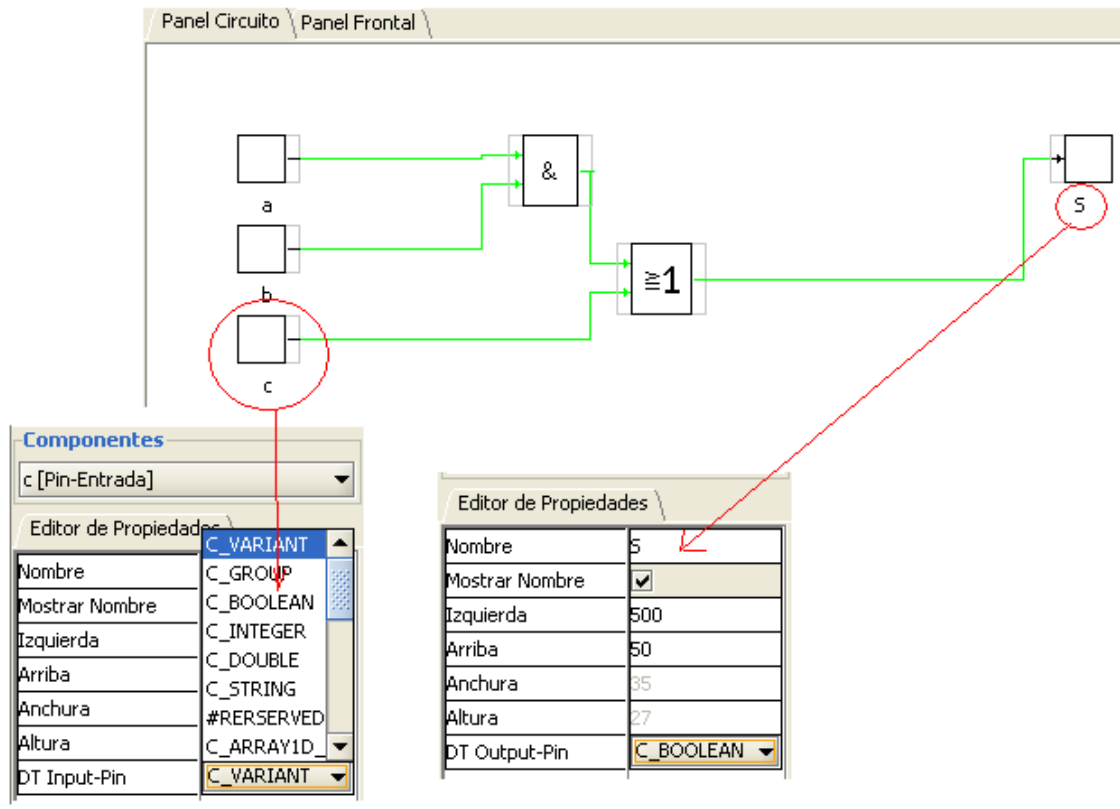 Panel Circuito
Panel Frontal
a
&
b
≧1
S
c
Componentes
c [Pin-Entrada]
Editor de Propiedades
Nombre
Mostrar Nombre
Izquierda
Arriba
Anchura
Altura
DT Input-Pin
C_VARIANT
C_GROUP
C_BOOLEAN
C_INTEGER
C_DOUBLE
C_STRING
#RERSERVED
C_ARRAY1D_
C_VARIANT
Editor de Propiedades
Nombre S
Mostrar Nombre
Izquierda 500
Arriba 50
Anchura 35
Altura 27
DT Output-Pin C_BOOLEAN